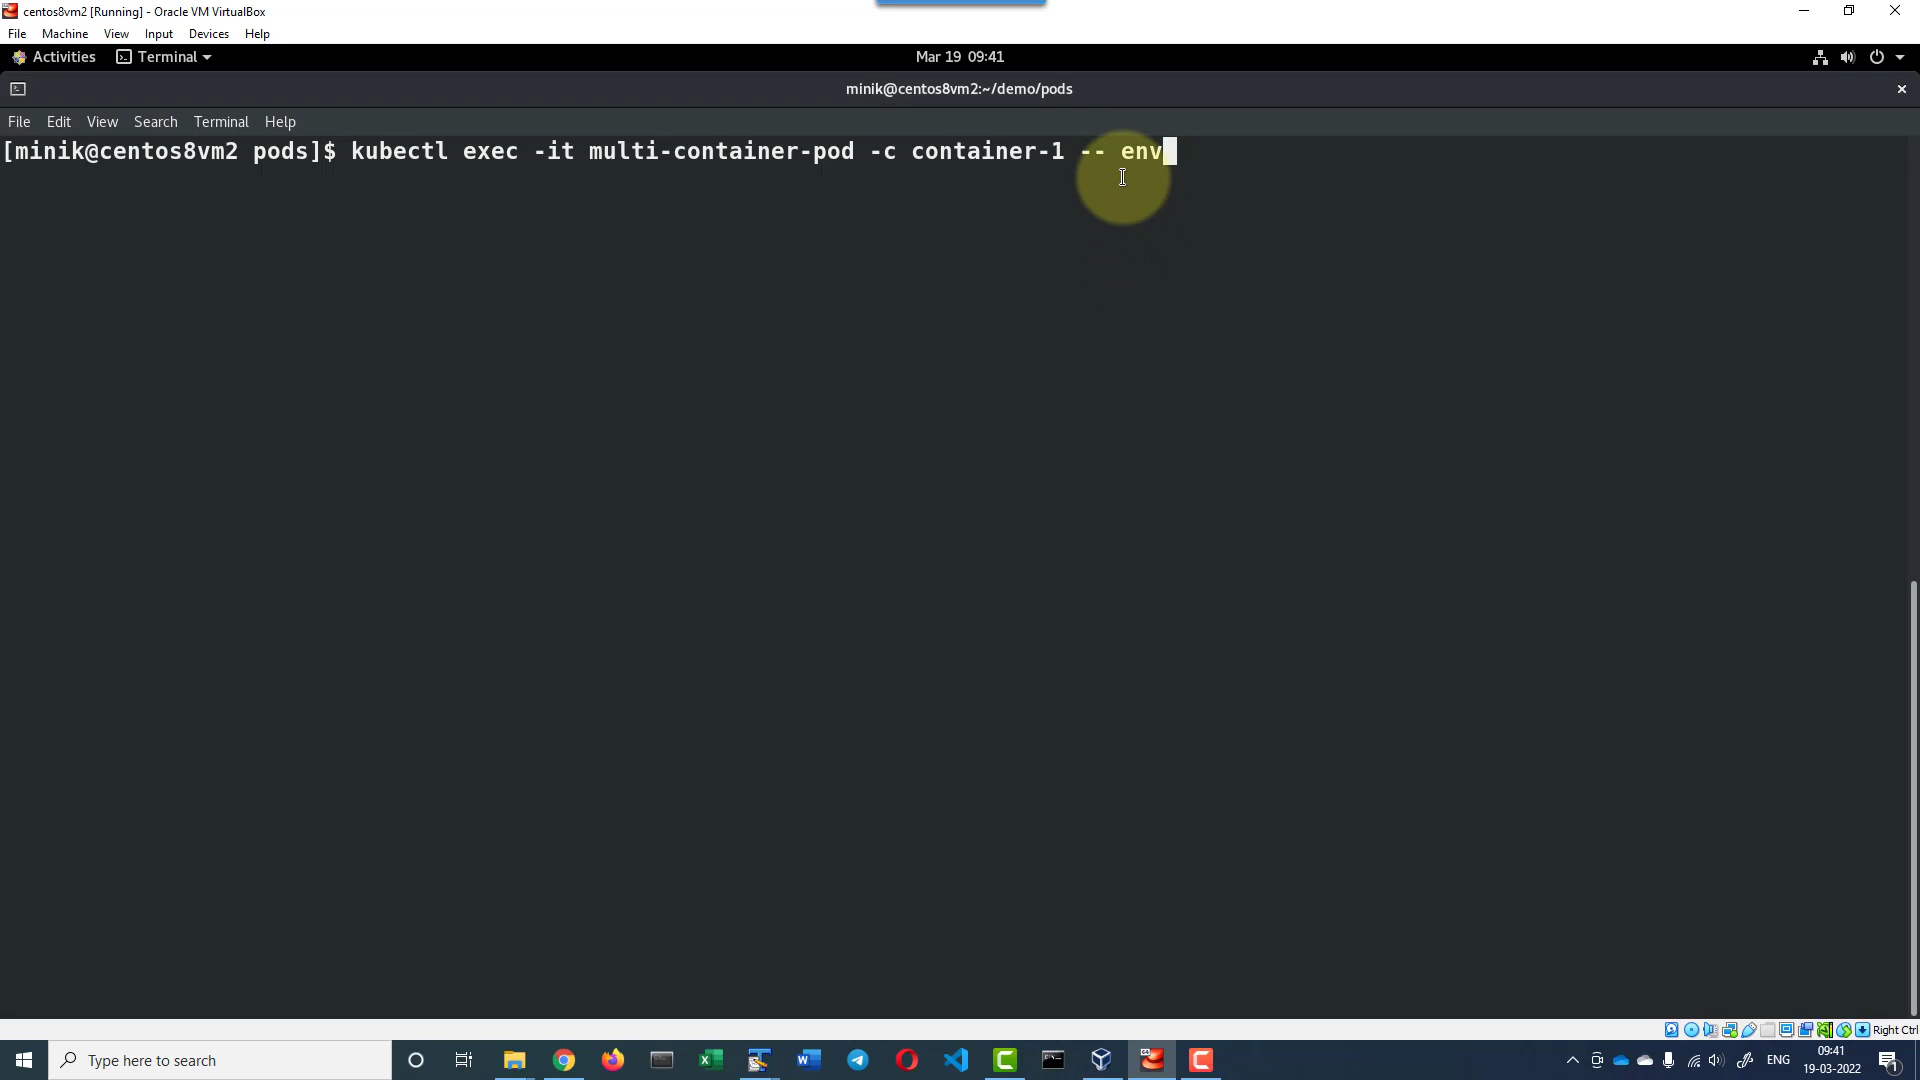 centos8vm2 [Running] - Oracle VM VirtualBox
File Machine View Input Devices Help
Activities Terminal Mar 19 09:41
minik@centos8vm2:~/demo/pods
File Edit View Search Terminal Help
[minik@centos8vm2 pods]$ kubectl exec -it multi-container-pod -c container-1 -- env
Right Ctrl
Type here to search
ENG
09:41
19-03-2022
1